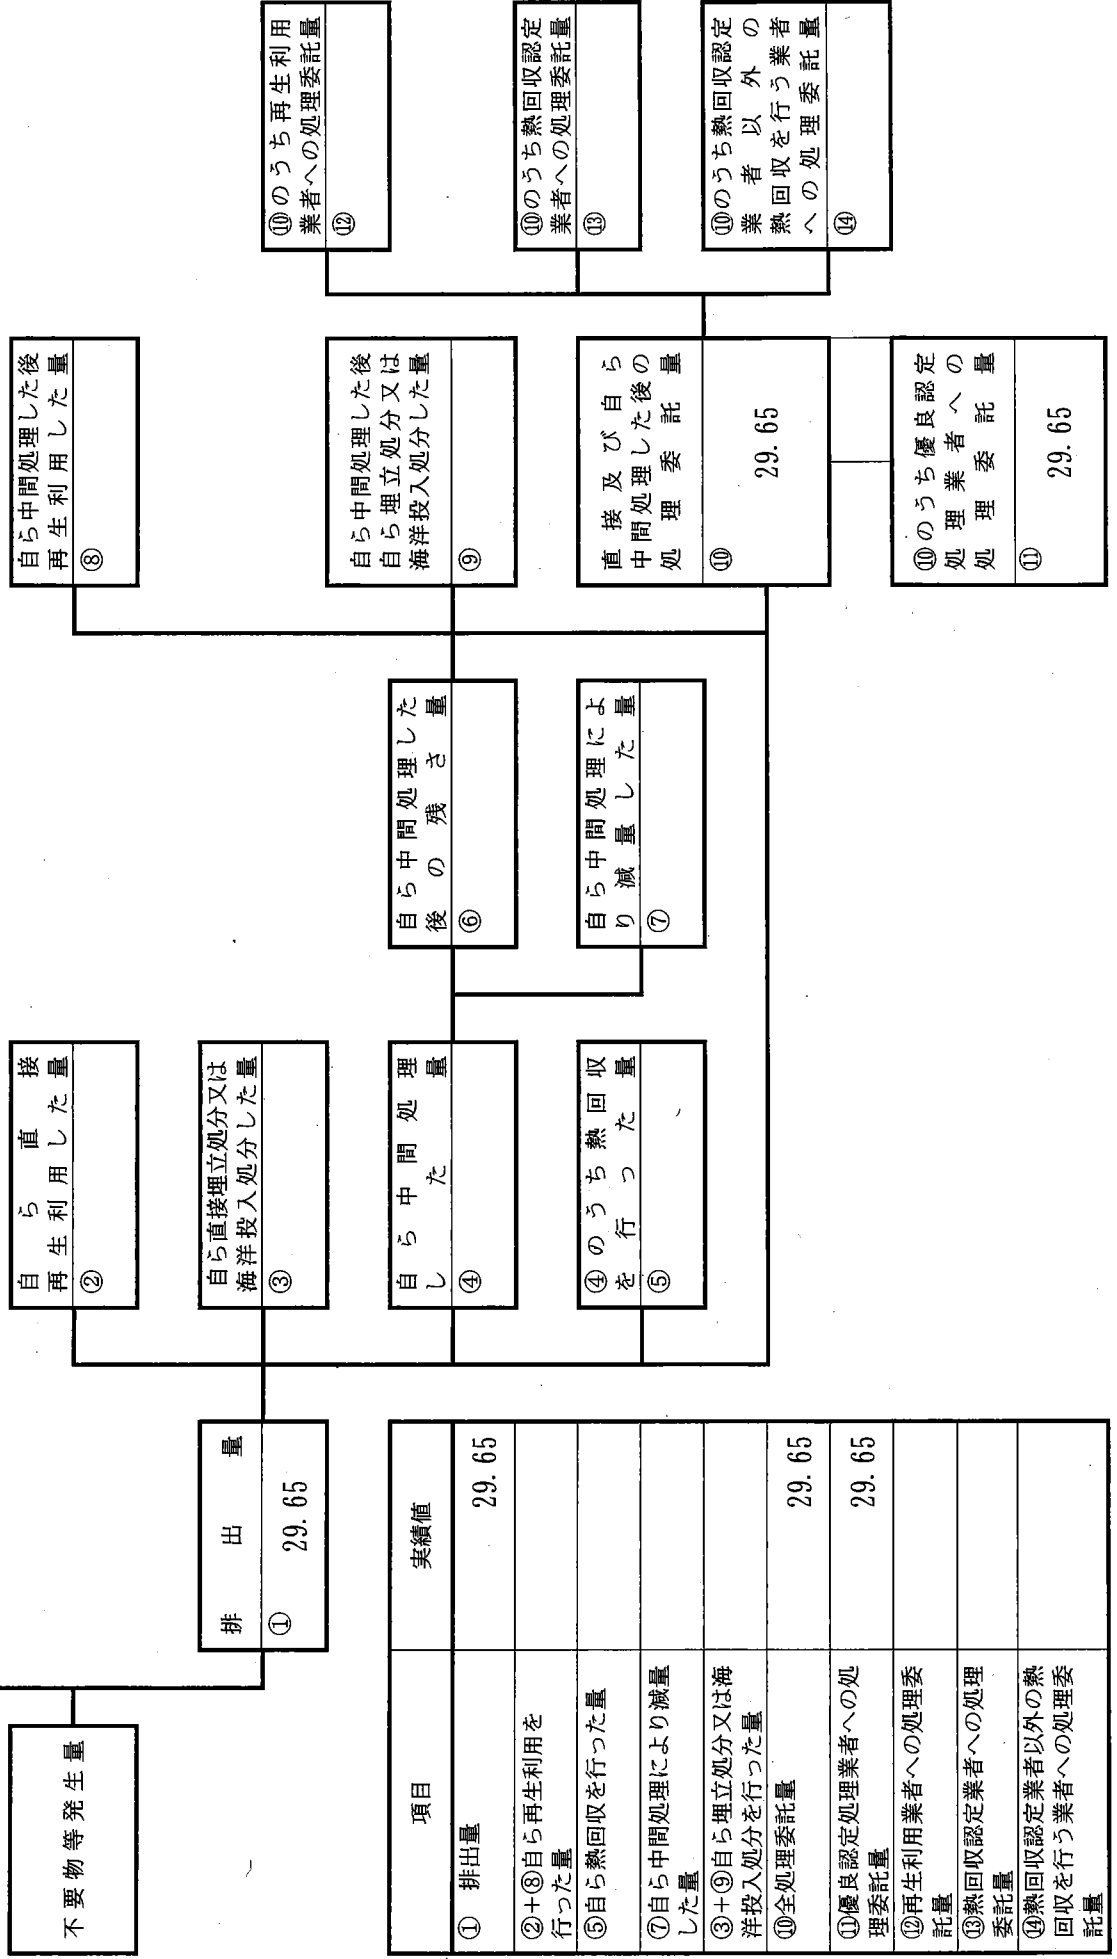 不要物等発生量
排出量
① 29.65
自ら直接
再生利用した量
②
自ら直接埋立処分又は
海洋投入処分した量
③
自ら中間処理
した量
④
④のうち熱回収
を行った量
⑤
自ら中間処理した
後の残さ量
⑥
自ら中間処理によ
り減量した量
⑦
自ら中間処理した後
再生利用した量
⑧
自ら中間処理した後
自ら埋立処分又は
海洋投入処分した量
⑨
直接及び自ら
中間処理した後の
処理委託量
⑩ 29.65
⑩のうち優良認定
処理業者への
処理委託量
⑪ 29.65
⑩のうち再生利用
業者への処理委託量
⑫
⑩のうち熱回収認定
業者への処理委託量
⑬
⑩のうち熱回収認定
業者以外の
熱回収を行う業者
への処理委託量
⑭
項目 実績値
① 排出量 29.65
②+⑧自ら再生利用を
行った量
⑤自ら熱回収を行った量
⑦自ら中間処理により減量
した量
③+⑨自ら埋立処分又は海
洋投入処分を行った量
⑩全処理委託量 29.65
⑪優良認定処理業者への処
理委託量 29.65
⑫再生利用業者への処理委
託量
⑬熱回収認定業者への処理
委託量
⑭熱回収認定業者以外の熱
回収を行う業者への処理委
託量